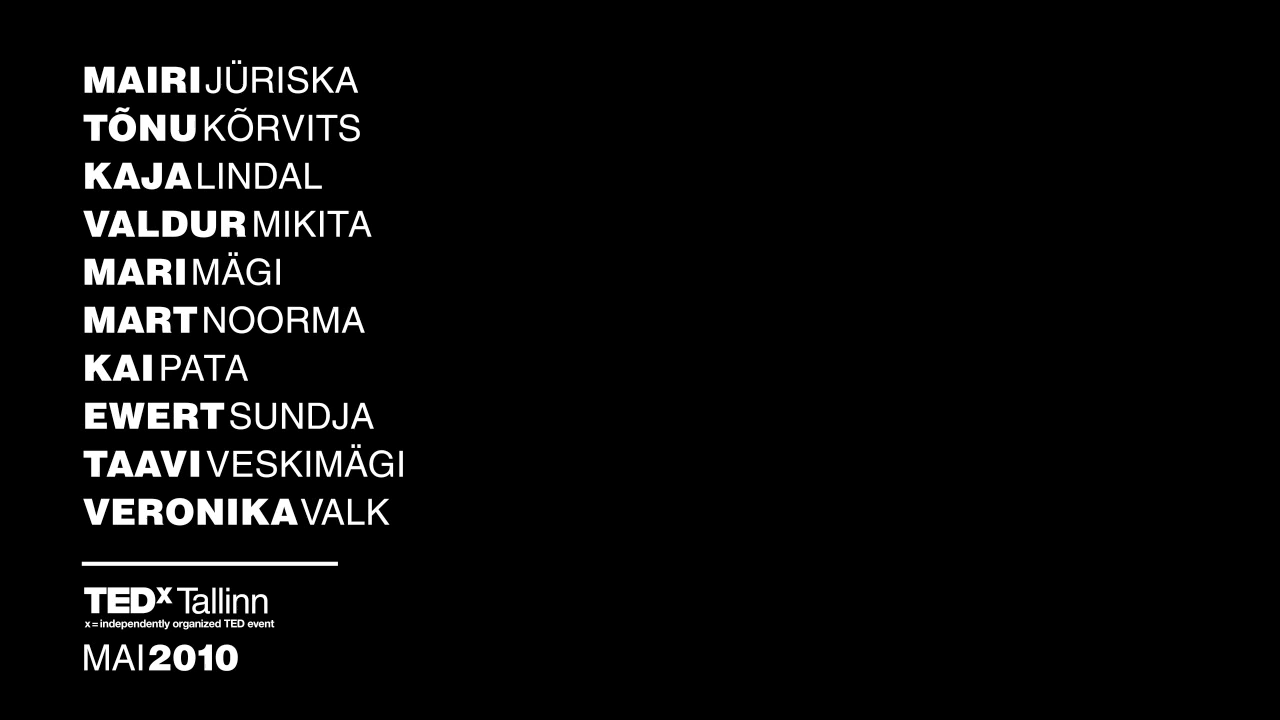 MAIRI JÜRISKA
TÕNU KÕRVITS
KAJA LINDAL
VALDUR MIKITA
MARI MÄGI
MART NOORMA
KAI PATA
EWERT SUNDJA
TAAVI VESKIMÄGI
VERONIKA VALK
TEDx Tallinn
x = independently organized TED event
MAI 2010